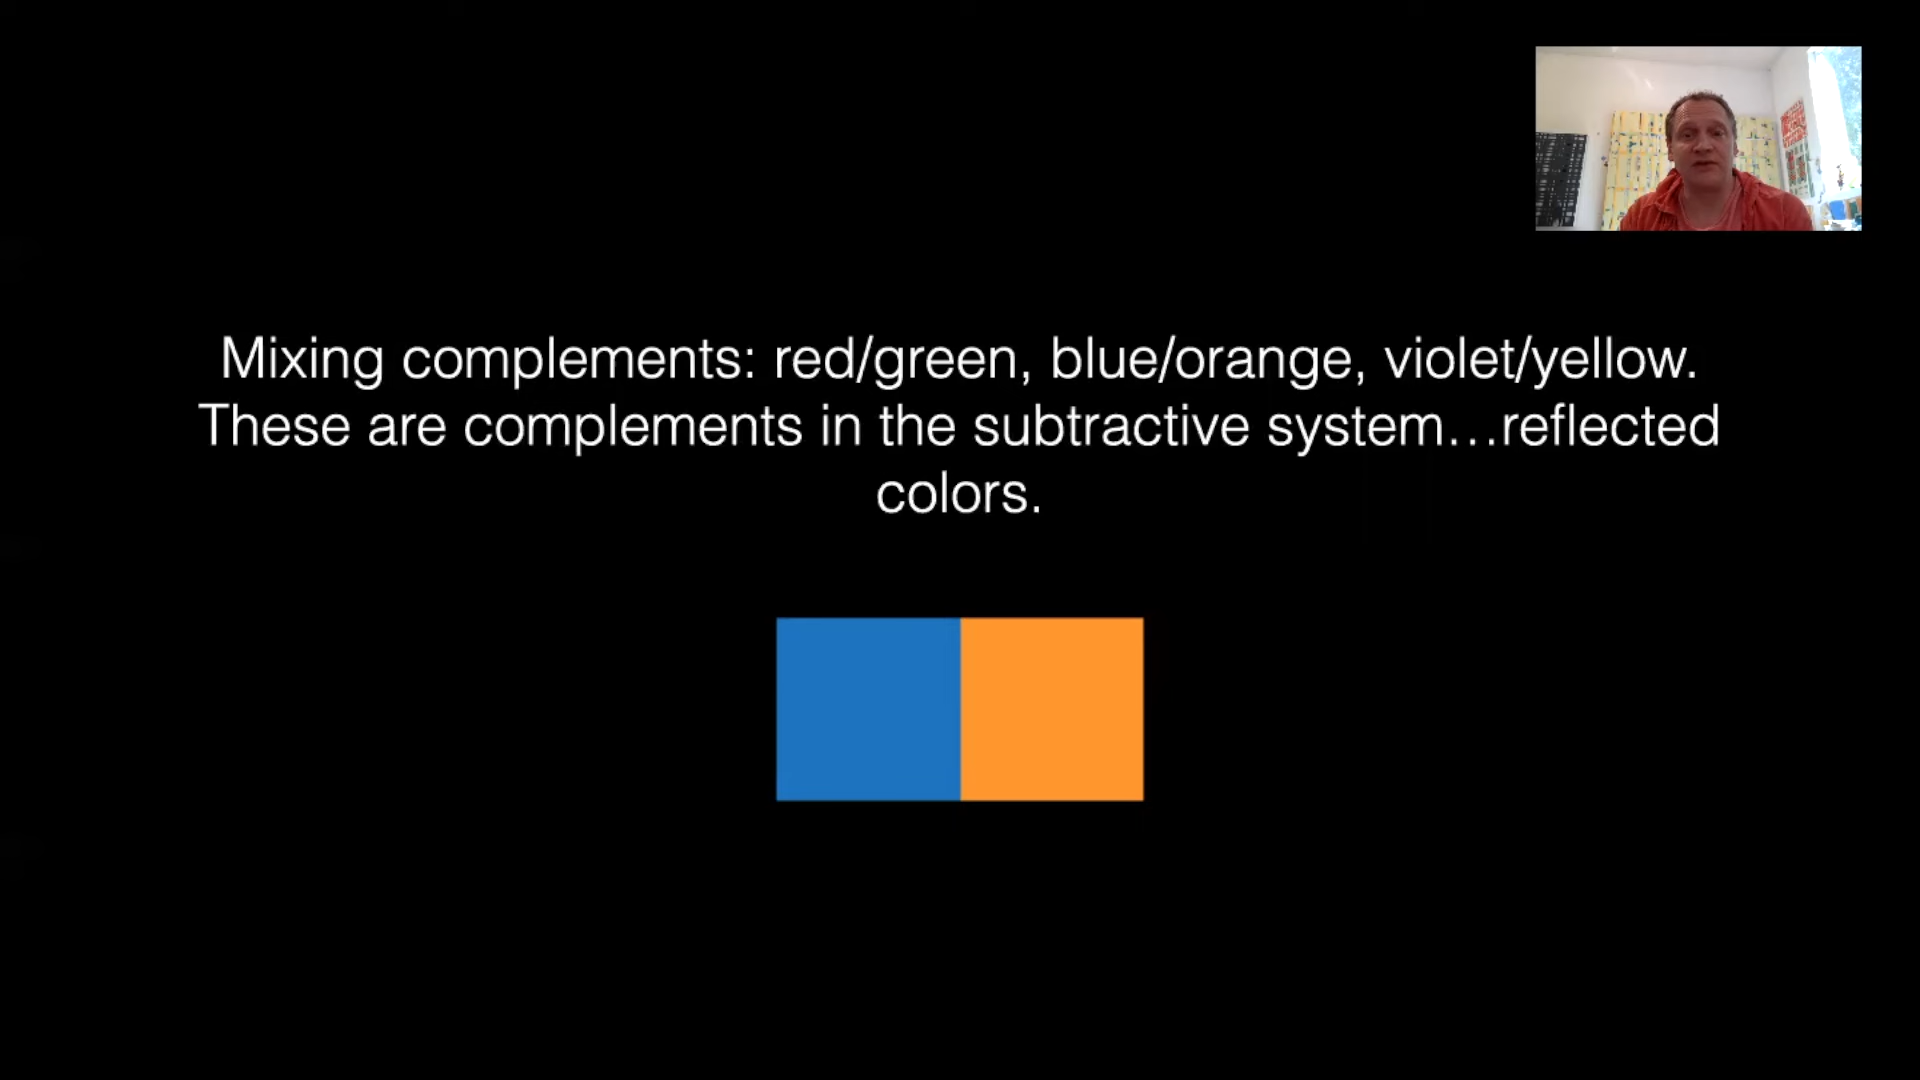 Mixing complements: red/green, blue/orange, violet/yellow.
These are complements in the subtractive system…reflected
colors.